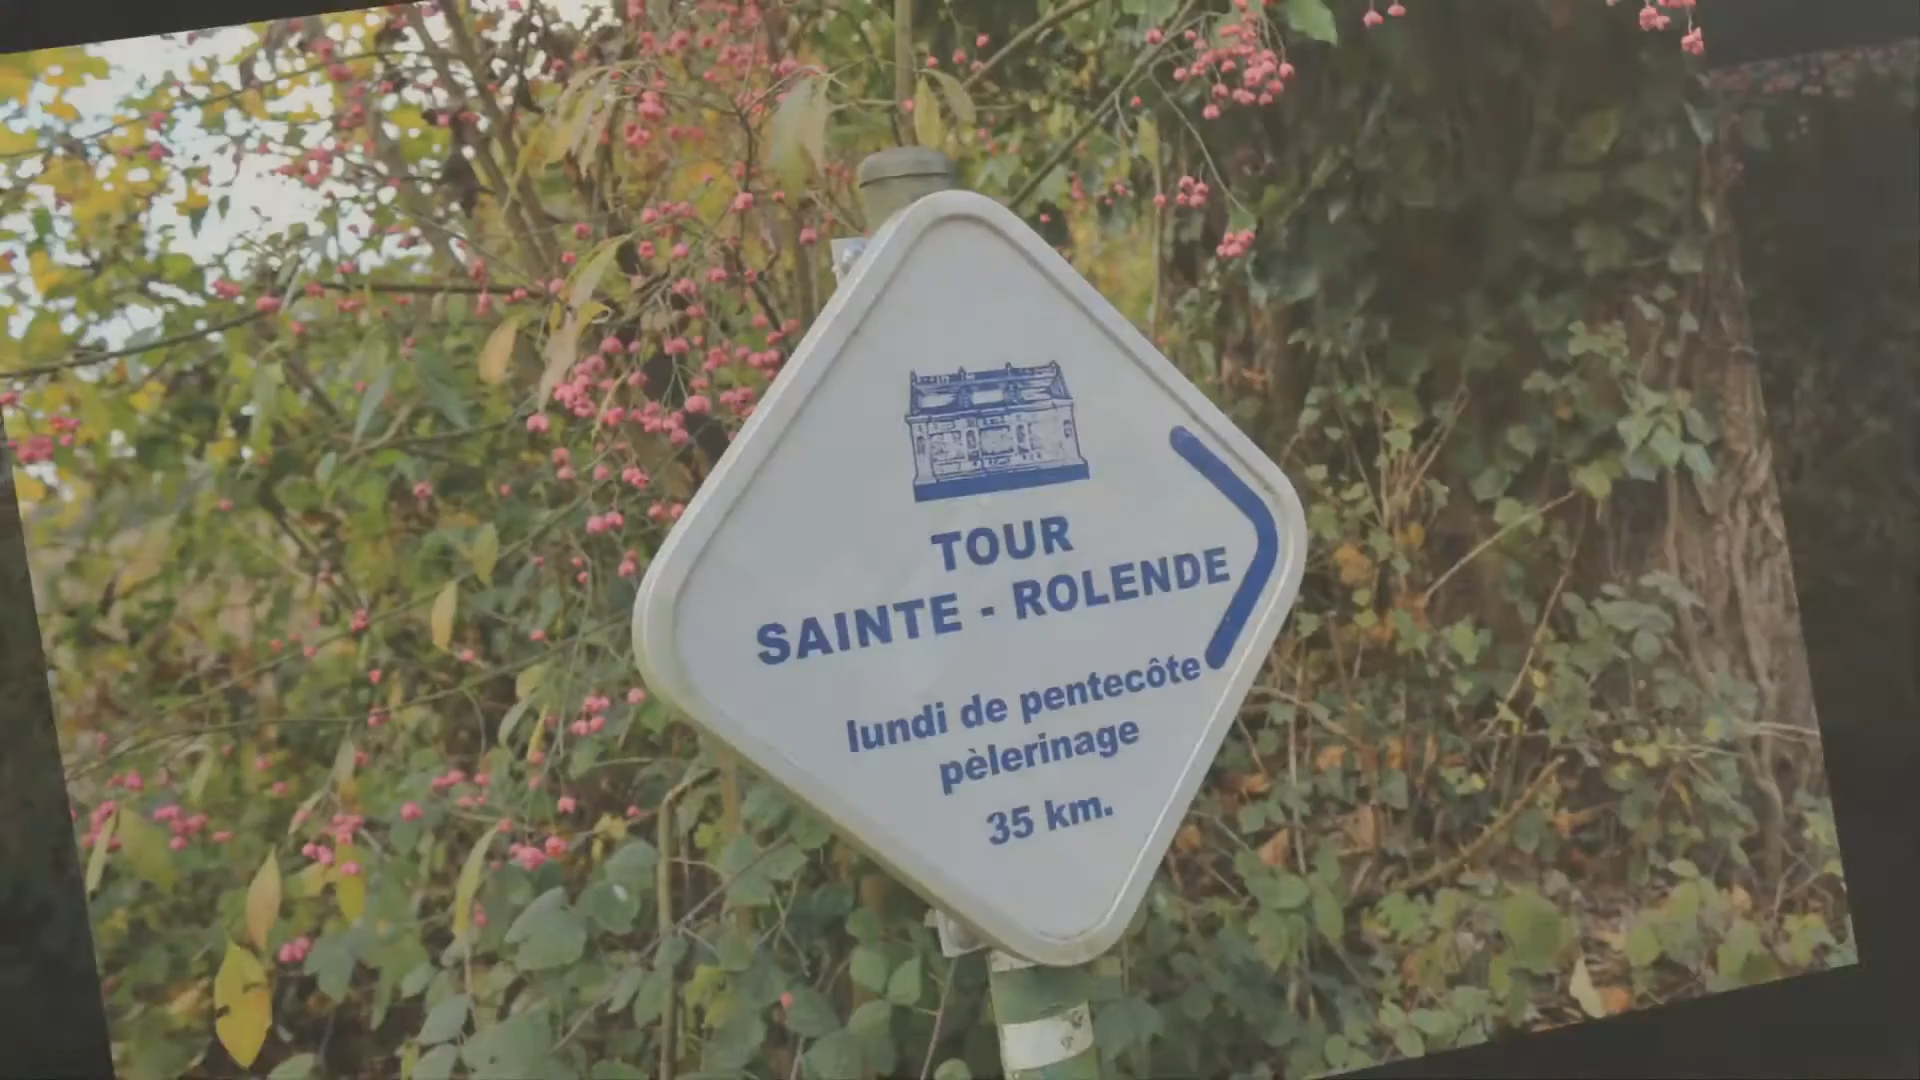 TOUR
SAINTE - ROLENDE
lundi de pentecôte
pèlerinage
35 km.